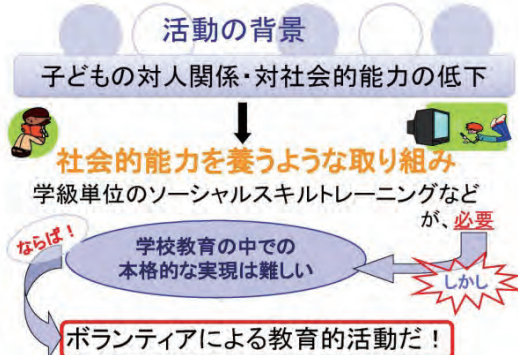 活動の背景
子どもの対人関係・対社会的能力の低下
社会的能力を養うような取り組み
学級単位のソーシャルスキルトレーニングなど
が、必要
しかし
学校教育の中での
本格的な実現は難しい
ならば！
ボランティアによる教育的活動だ！